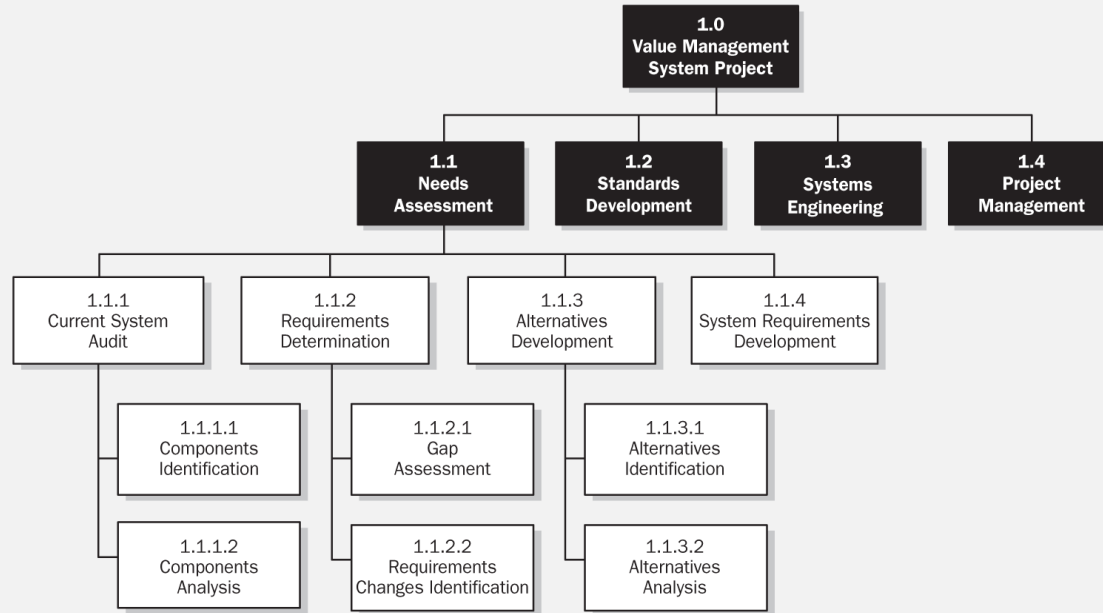 1.0
Value Management
System Project
1.1
Needs
Assessment
1.2
Standards
Development
1.3
Systems
Engineering
1.4
Project
Management
1.1.1
Current System
Audit
1.1.2
Requirements
Determination
1.1.3
Alternatives
Development
1.1.4
System Requirements
Development
1.1.1.1
Components
Identification
1.1.2.1
Gap
Assessment
1.1.3.1
Alternatives
Identification
1.1.1.2
Components
Analysis
1.1.2.2
Requirements
Changes Identification
1.1.3.2
Alternatives
Analysis